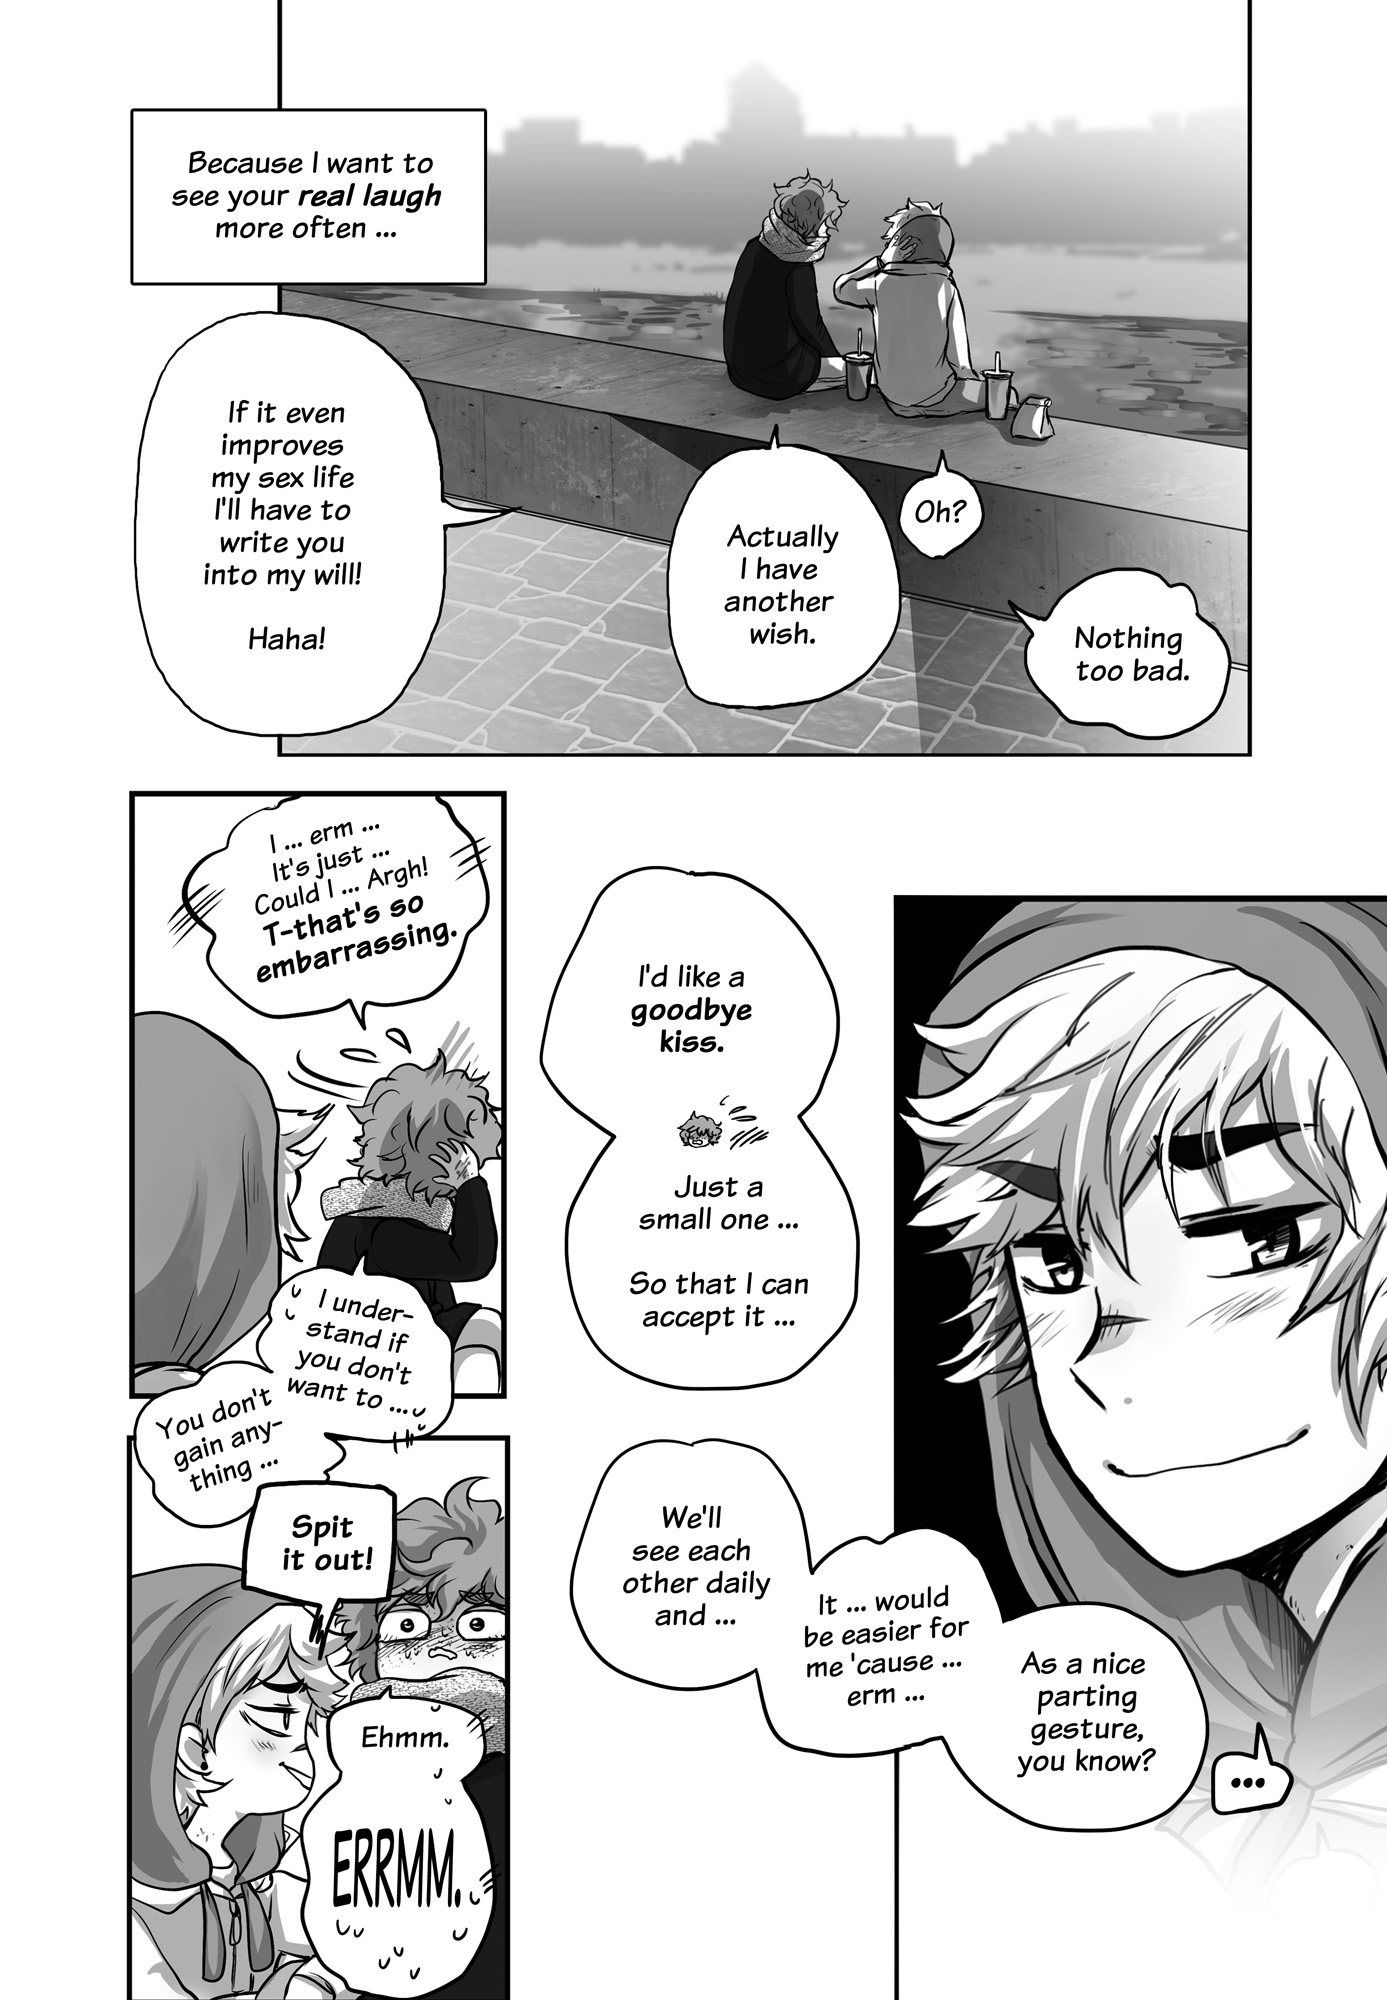 Because I want to
see your real laugh
more often ...
If it even
improves
my sex life
I'll have to
write you
into my will!
Haha!
Actually
I have
another
wish.
Oh?
Nothing
too bad.
I ... erm ...
It's just ...
Could I ... Argh!
T-that's so
embarrassing.
I under-
stand if
you don't
want to ...
You don't
gain any-
thing ...
Spit
it out!
Ehmm.
ERRMM.
I'd like a
goodbye
kiss.
Just a
small one ...
So that I can
accept it ...
We'll
see each
other daily
and ...
It ... would
be easier for
me 'cause ...
erm ...
As a nice
parting
gesture,
you know?
...